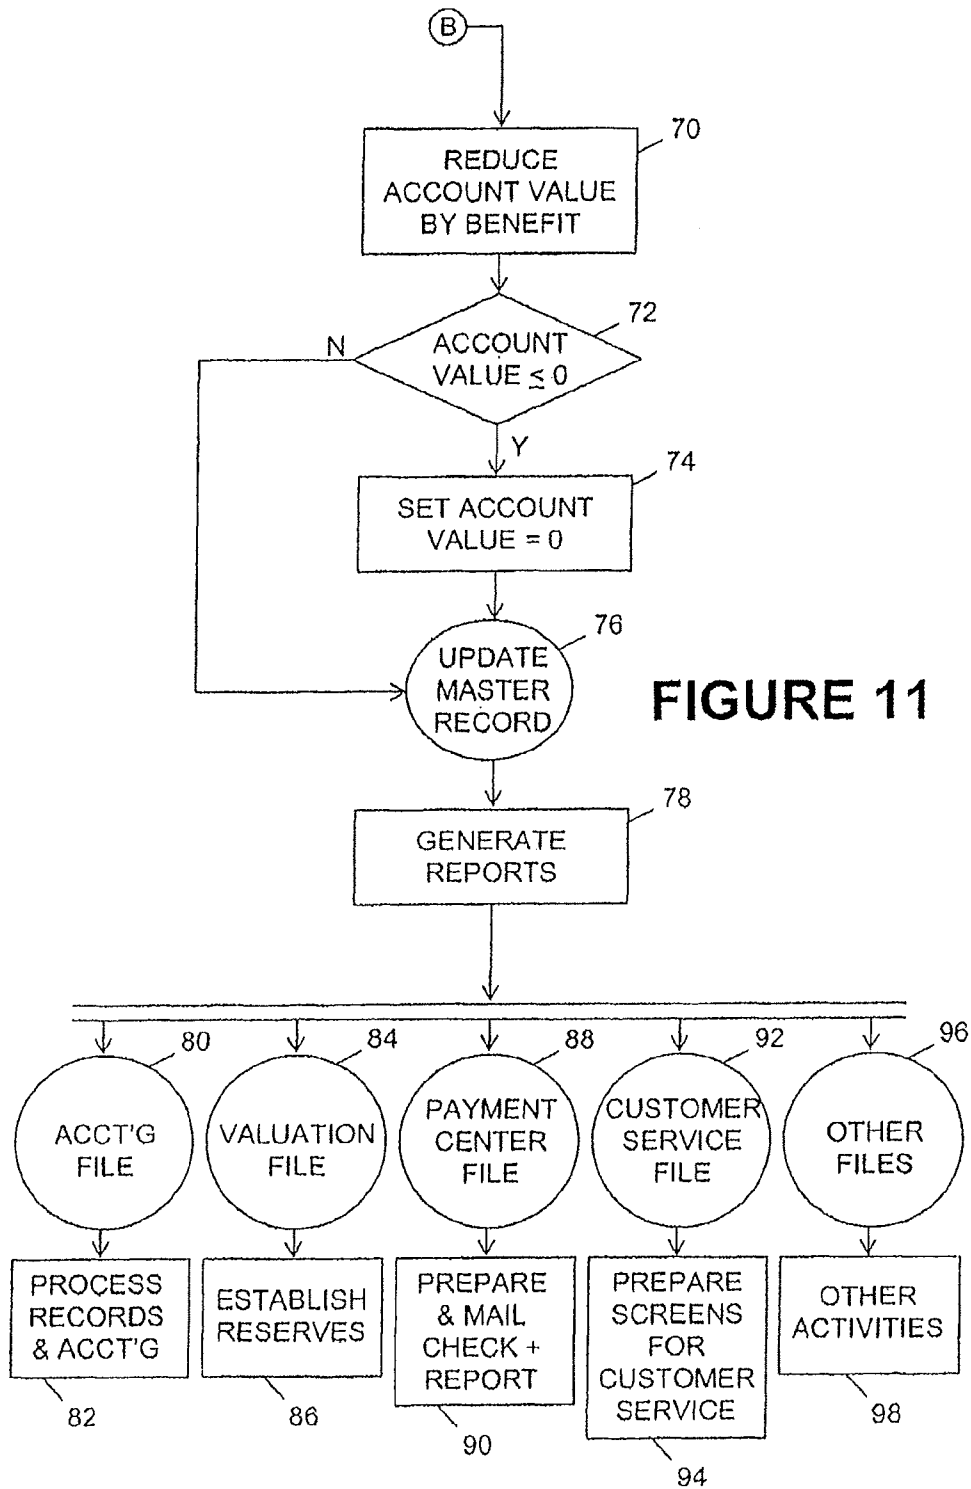 B
70
REDUCE
ACCOUNT VALUE
BY BENEFIT
72
N
ACCOUNT
VALUE ≤ 0
Y
74
SET ACCOUNT
VALUE = 0
76
UPDATE
MASTER
RECORD
FIGURE 11
78
GENERATE
REPORTS
80
ACCT'G
FILE
84
VALUATION
FILE
88
PAYMENT
CENTER
FILE
92
CUSTOMER
SERVICE
FILE
96
OTHER
FILES
PROCESS
RECORDS
& ACCT'G
82
ESTABLISH
RESERVES
86
PREPARE
& MAIL
CHECK +
REPORT
90
PREPARE
SCREENS
FOR
CUSTOMER
SERVICE
94
OTHER
ACTIVITIES
98